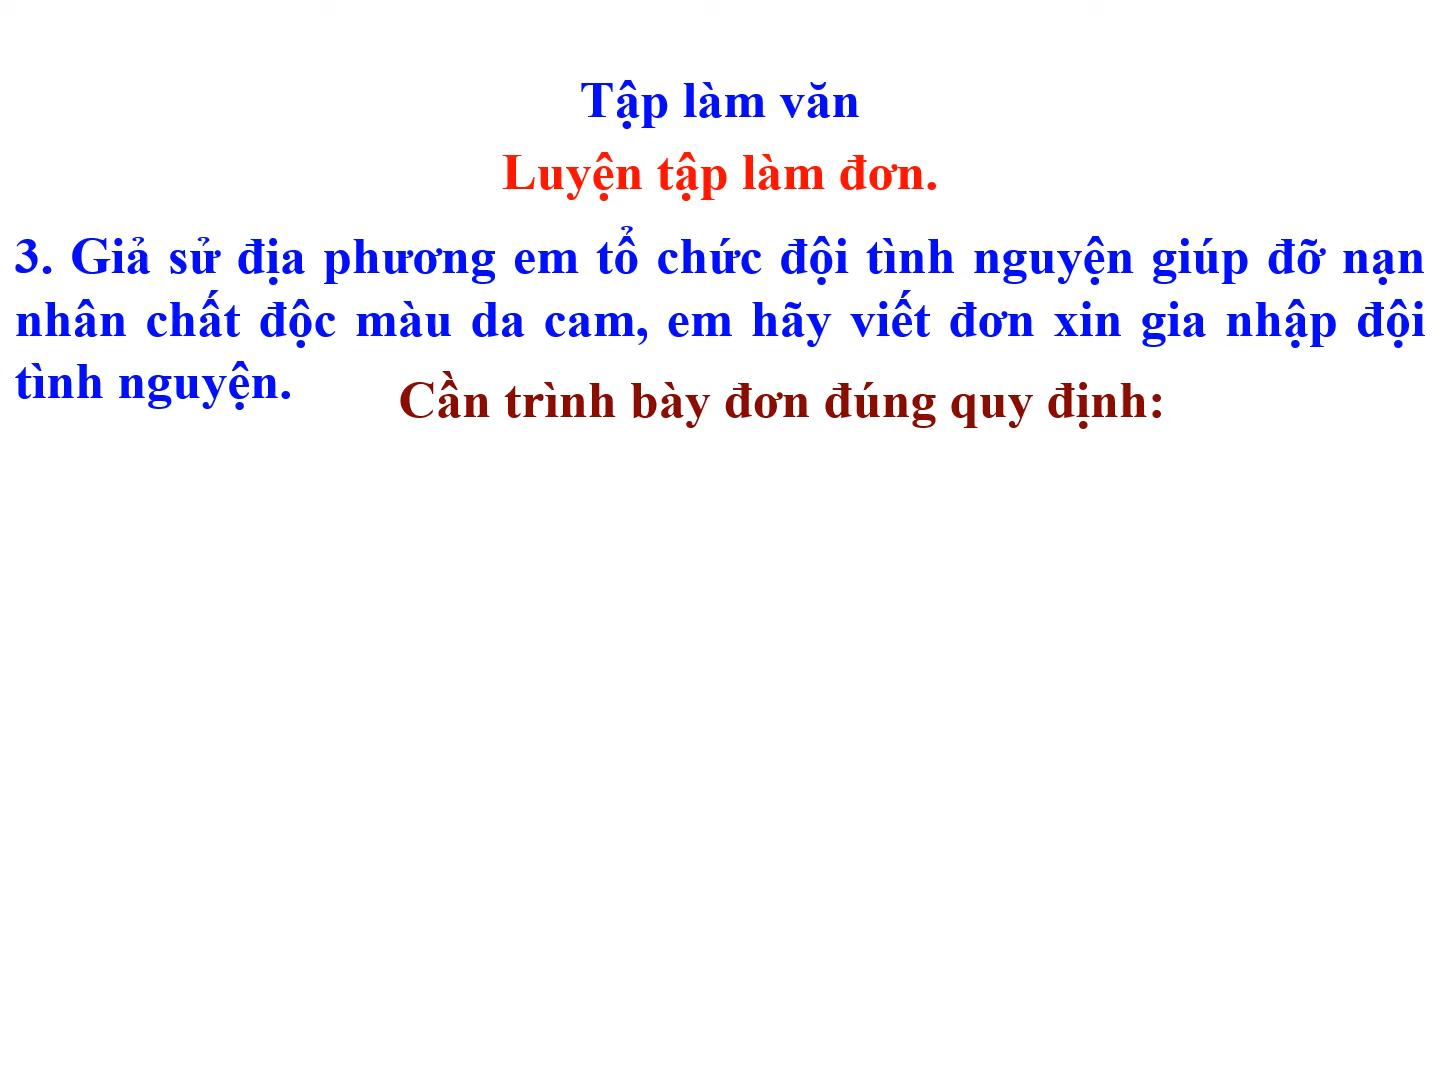 Tập làm văn
Luyện tập làm đơn.
3. Giả sử địa phương em tổ chức đội tình nguyện giúp đỡ nạn
nhân chất độc màu da cam, em hãy viết đơn xin gia nhập đội
tình nguyện.
Cần trình bày đơn đúng quy định: